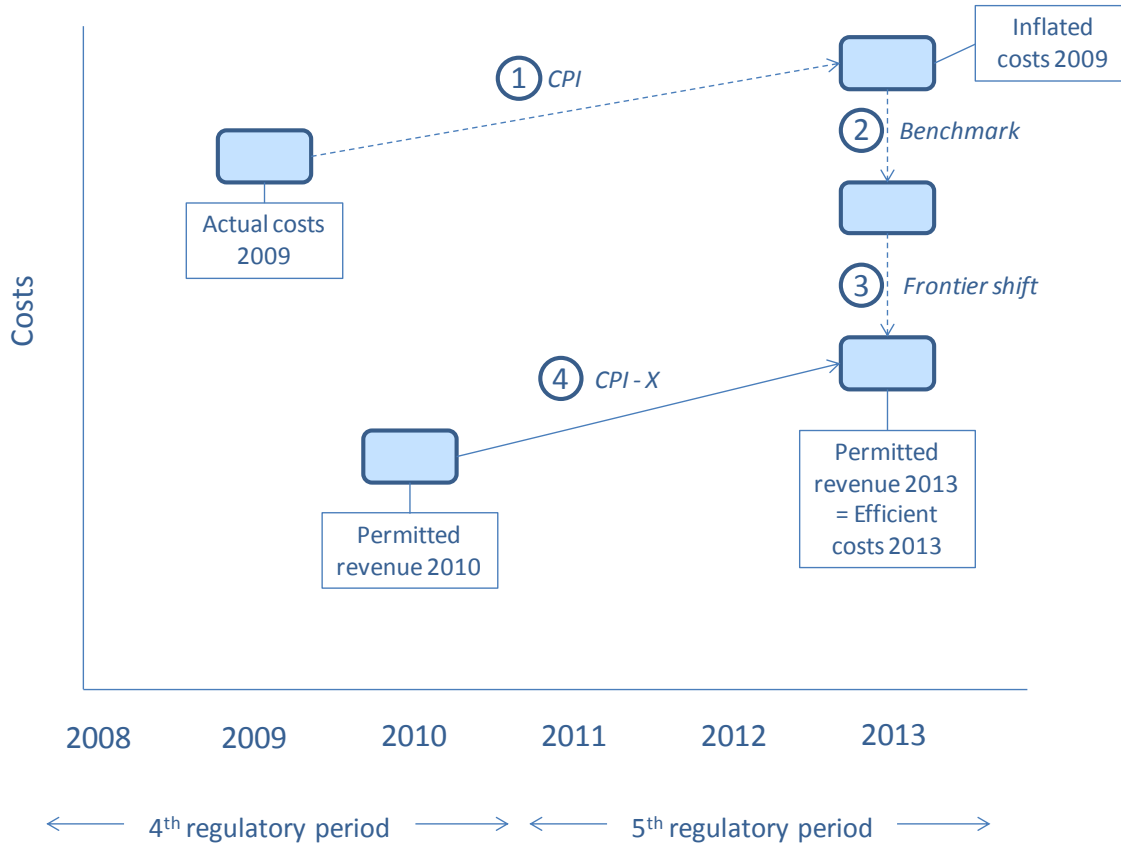 Inflated
costs 2009
1 CPI
2 Benchmark
Actual costs
2009
3 Frontier shift
Costs
4 CPI - X
Permitted
revenue 2010
Permitted
revenue 2013
= Efficient
costs 2013
2008 2009 2010 2011 2012 2013
4th regulatory period 5th regulatory period